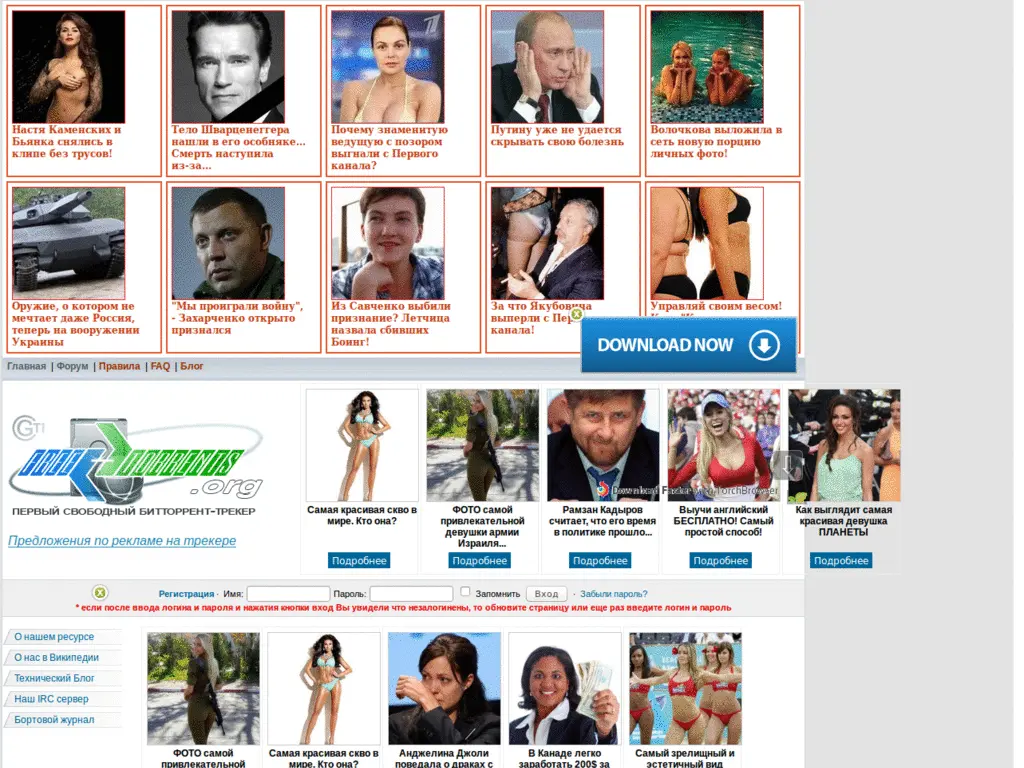 Настя Каменских и
Бьянка снялись в
клипе без трусов!
Тело Шварценеггера
нашли в его особняке...
Смерть наступила
из-за...
Почему знаменитую
ведущую с позором
выгнали с Первого
канала?
Путину уже не удается
скрывать свою болезнь
Волочкова выложила в
сеть новую порцию
личных фото!
Оружие, о котором не
мечтает даже Россия,
теперь на вооружении
Украины
"Мы проиграли войну",
- Захарченко открыто
признался
Из Савченко выбили
признание? Летчица
назвала сбивших
Боинг!
За что Якубовича
выперли с
канала!
Управляй своим весом!
DOWNLOAD NOW
Главная | Форум | Правила | FAQ | Блог
GTI
FREE TORRENTS
.org
ПЕРВЫЙ СВОБОДНЫЙ БИТТОРРЕНТ-ТРЕКЕР
Предложения по рекламе на трекере
Самая красивая скво в
мире. Кто она?
Подробнее
ФОТО самой
привлекательной
девушки армии
Израиля...
Подробнее
Download Faster with TorchBrowser
Рамзан Кадыров
считает, что его время
в политике прошло...
Подробнее
Выучи английский
БЕСПЛАТНО! Самый
простой способ!
Подробнее
Как выглядит самая
красивая девушка
ПЛАНЕТЫ
Подробнее
Регистрация · Имя: Пароль: Запомнить Вход · Забыли пароль?
* если после ввода логина и пароля и нажатия кнопки вход Вы увидели что незалогинены, то обновите страницу или еще раз введите логин и пароль
О нашем ресурсе
О нас в Википедии
Технический Блог
Наш IRC сервер
Бортовой журнал
ФОТО самой
привлекательной
Самая красивая скво в
мире. Кто она?
Анджелина Джоли
поведала о драках с
В Канаде легко
заработать 200$ за
Самый зрелищный и
эстетичный вид